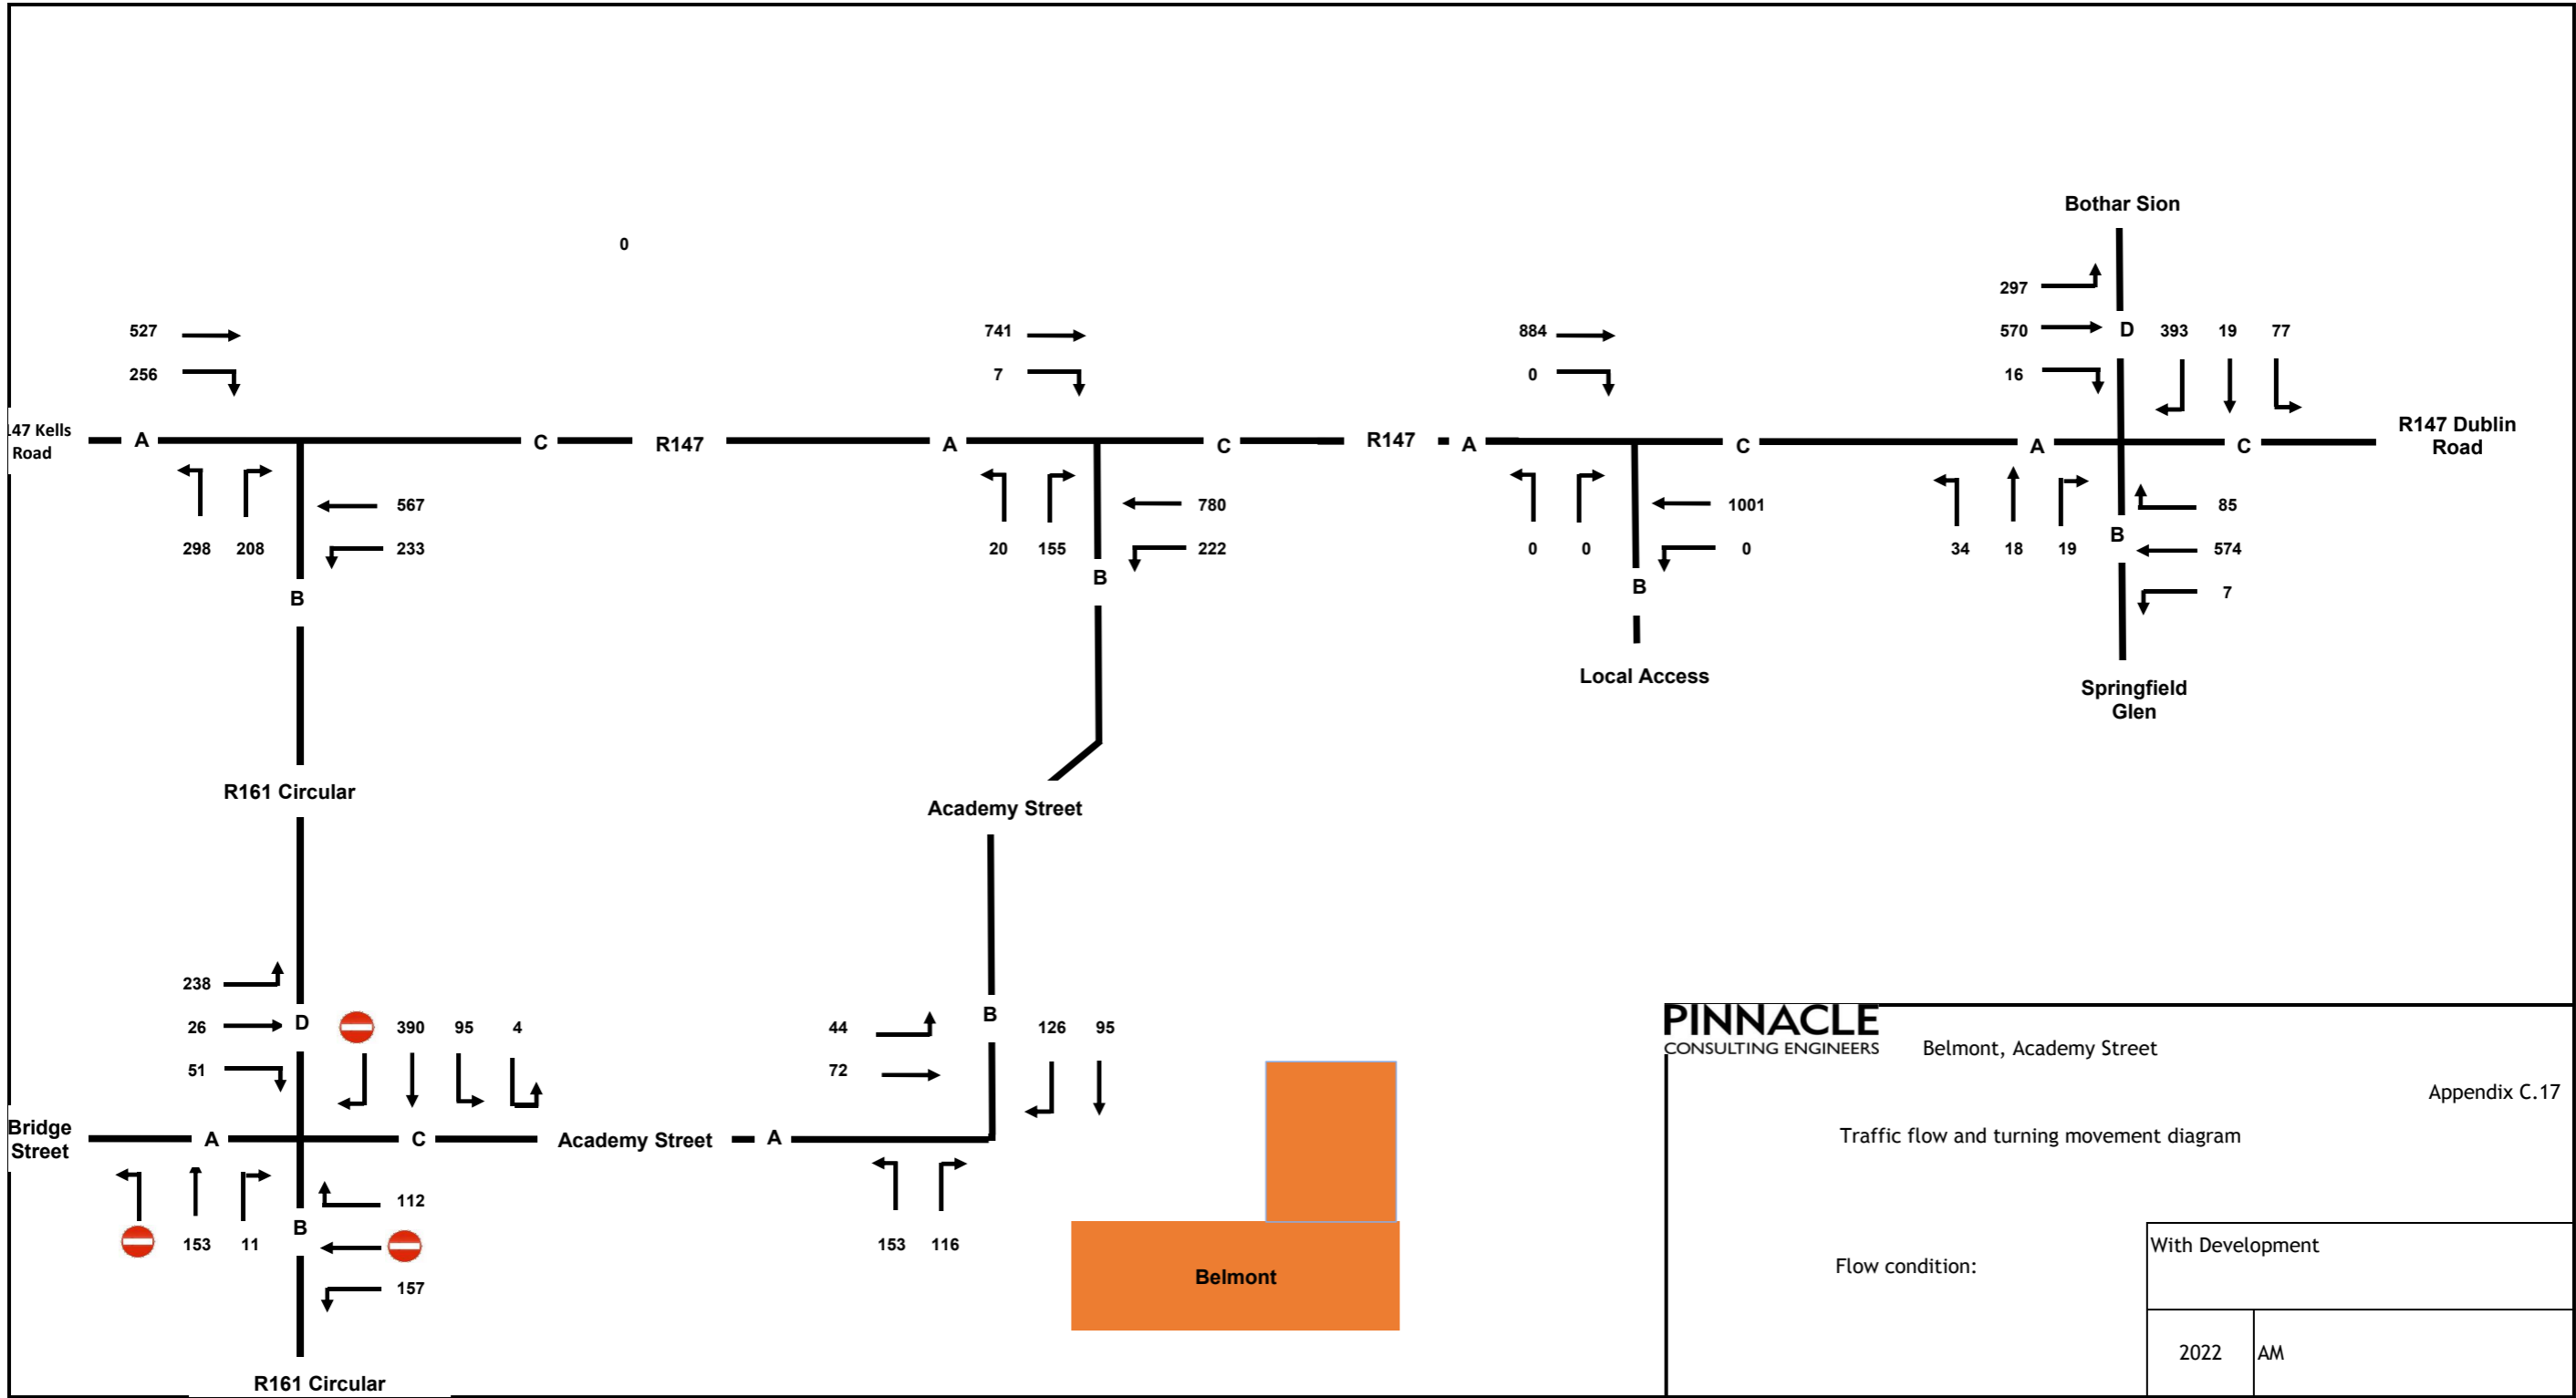 Bothar Sion
0
297
527
741
884
570
D
393
19
77
256
7
0
16
147 Kells
Road
A
C
R147
A
C
R147
A
C
A
C
R147 Dublin
Road
567
780
1001
85
298
208
233
20
155
222
0
0
0
34
18
19
B
574
B
B
B
7
Local Access
Springfield
Glen
R161 Circular
Academy Street
238
26
D
390
95
4
44
B
126
95
51
72
Bridge
Street
A
C
Academy Street
A
112
153
11
B
153
116
157
Belmont
R161 Circular
PINNACLE
CONSULTING ENGINEERS
Belmont, Academy Street
Appendix C.17
Traffic flow and turning movement diagram
Flow condition:
With Development
2022
AM